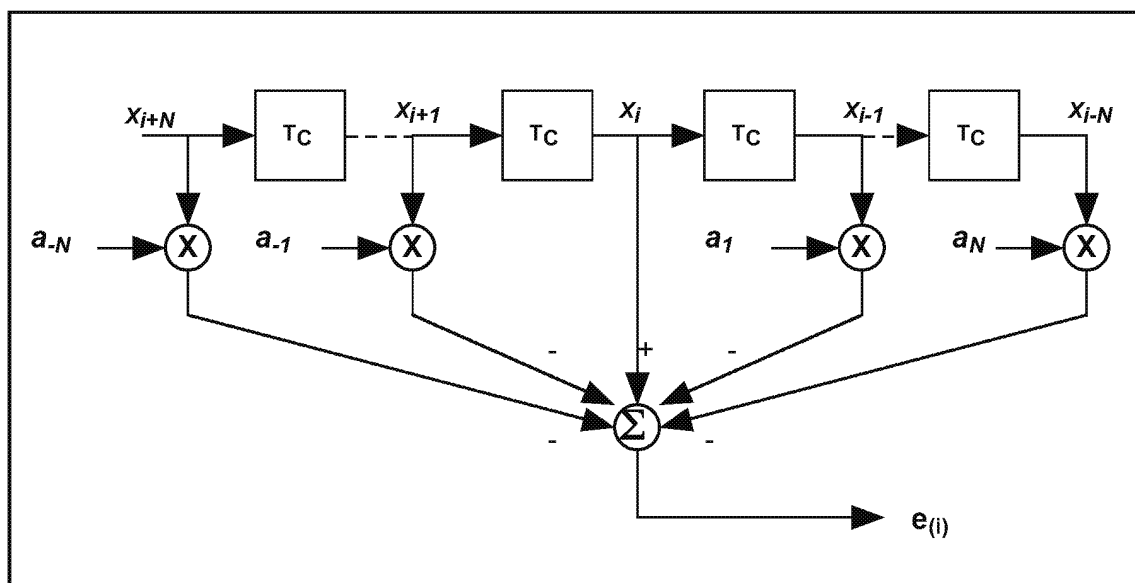 x_{i+N} T_C x_{i+1} T_C x_i T_C x_{i-1} T_C x_{i-N}
a_{-N} X a_{-1} X a_1 X a_N X
- + -
- Σ -
e_{(i)}